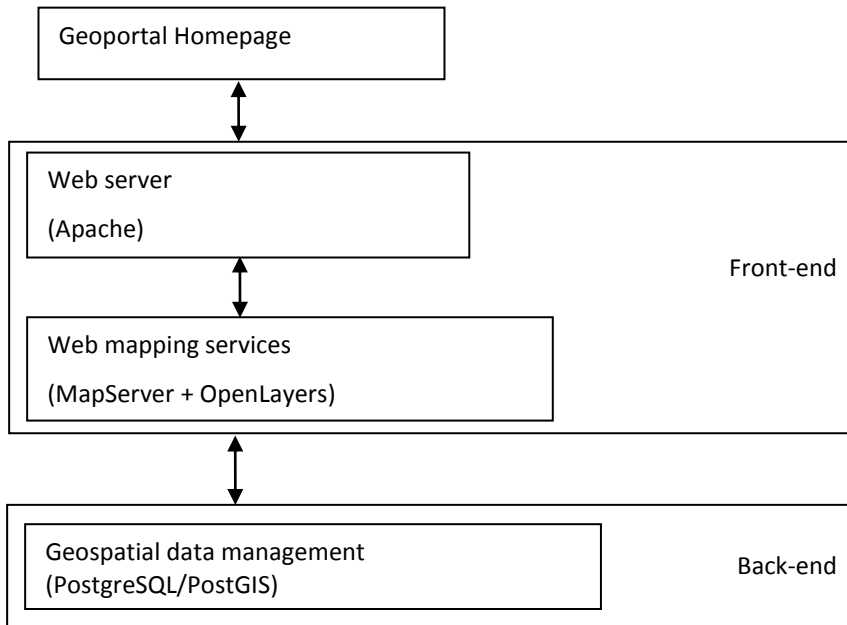 Geoportal Homepage
Web server
(Apache)
Front-end
Web mapping services
(MapServer + OpenLayers)
Geospatial data management
(PostgreSQL/PostGIS)
Back-end